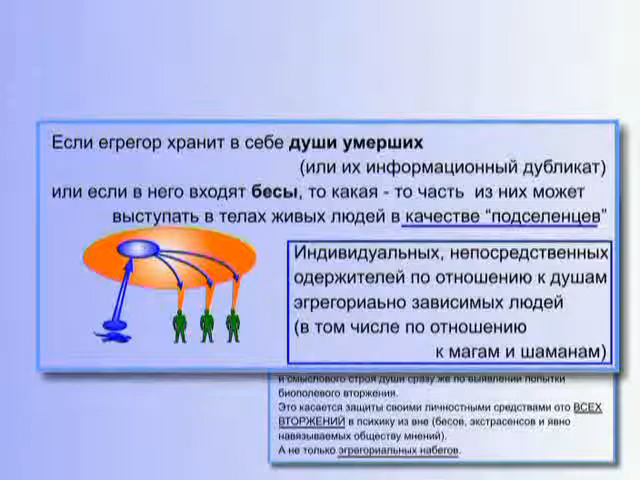 Если егрегор хранит в себе души умерших
(или их информационный дубликат)
или если в него входят бесы, то какая - то часть из них может
выступать в телах живых людей в качестве “подселенцев”
Индивидуальных, непосредственных
одержителей по отношению к душам
эгрегориаьно зависимых людей
(в том числе по отношению
к магам и шаманам)
и смыслового строя души сразу же по выявлении попытки
биополевого вторжения.
Это касается защиты своими личностными средствами ото ВСЕХ
ВТОРЖЕНИЙ в психику из вне (бесов, экстрасенсов и явно
навязываемых обществу мнений).
А не только эгрегориальных набегов.